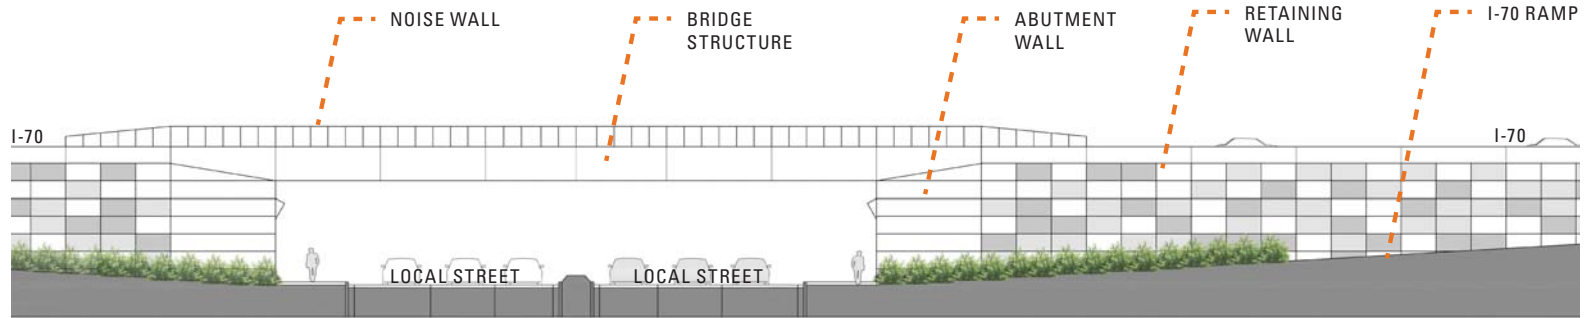 NOISE WALL
BRIDGE
STRUCTURE
ABUTMENT
WALL
RETAINING
WALL
I-70 RAMP
I-70
I-70
LOCAL STREET
LOCAL STREET